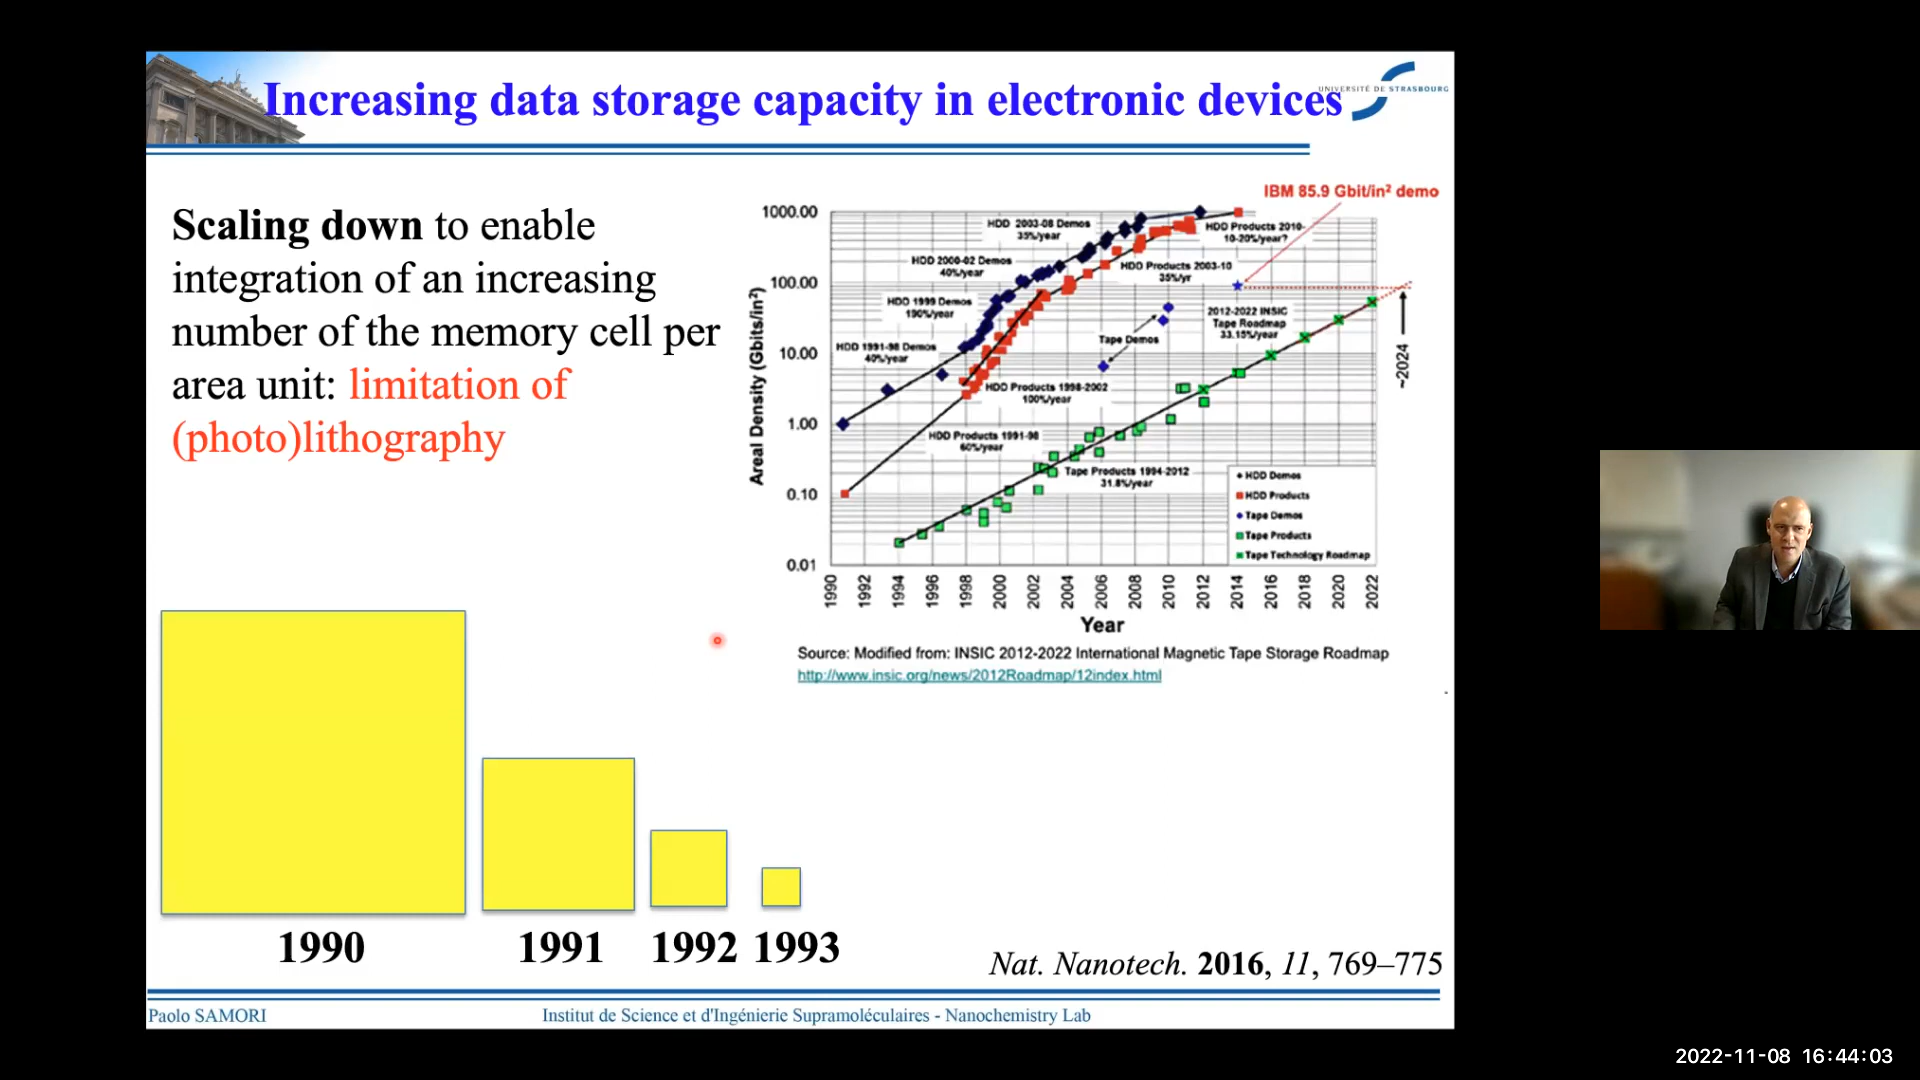 Increasing data storage capacity in electronic devices
UNIVERSITÉ DE STRASBOURG
Scaling down to enable
integration of an increasing
number of the memory cell per
area unit: limitation of
(photo)lithography
IBM 85.9 Gbit/in² demo
1000.00
100.00
10.00
1.00
0.10
0.01
Areal Density (Gbits/in²)
HDD 2003-08 Demos
35%/year
HDD Products 2010-
10-20%/year?
HDD 2000-02 Demos
40%/year
HDD Products 2003-10
35%/yr
HDD 1999 Demos
190%/year
2012-2022 INSIC
Tape Roadmap
33.15%/year
Tape Demos
HDD 1991-98 Demos
40%/year
~2024
HDD Products 1998-2002
100%/year
HDD Products 1991-98
60%/year
Tape Products 1994-2012
31.8%/year
HDD Demos
HDD Products
Tape Demos
Tape Products
Tape Technology Roadmap
1990 1992 1994 1996 1998 2000 2002 2004 2006 2008 2010 2012 2014 2016 2018 2020 2022
Year
Source: Modified from: INSIC 2012-2022 International Magnetic Tape Storage Roadmap
http://www.insic.org/news/2012Roadmap/12index.html
1990 1991 1992 1993
Nat. Nanotech. 2016, 11, 769–775
Paolo SAMORI
Institut de Science et d'Ingénierie Supramoléculaires - Nanochemistry Lab
2022-11-08 16:44:03